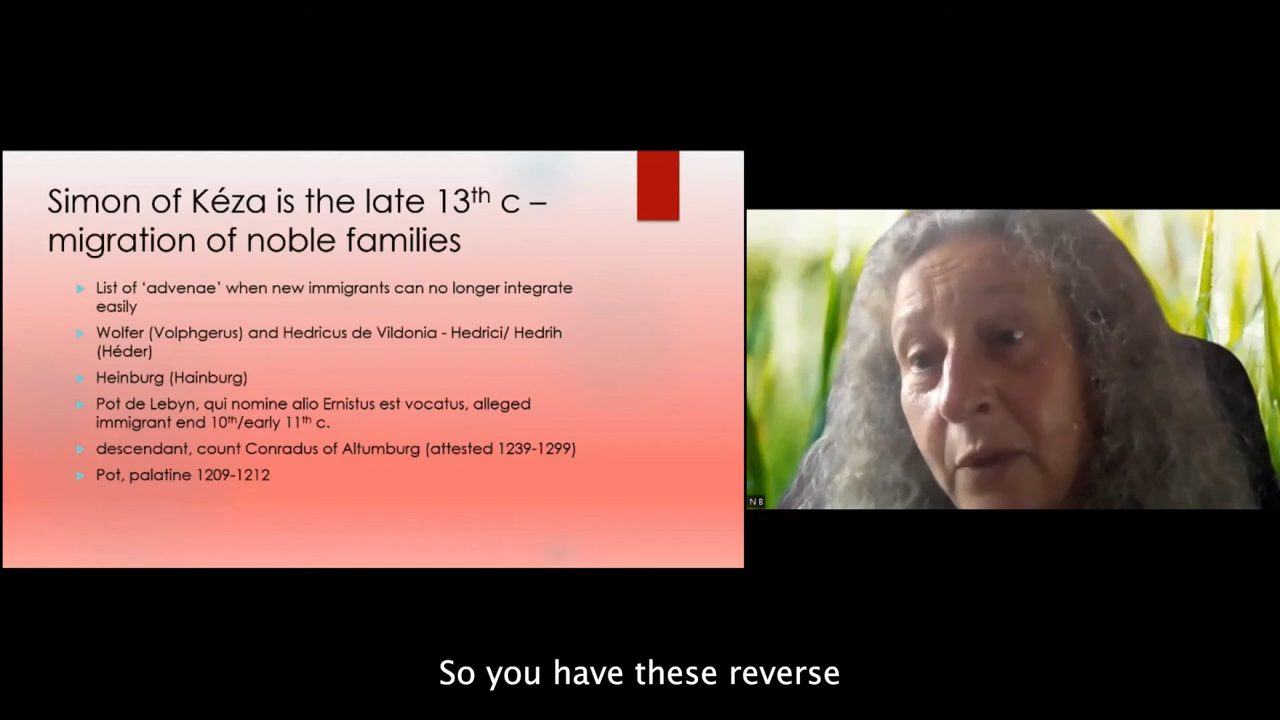 Simon of Kéza is the late 13th c –
migration of noble families
List of ‘advenae’ when new immigrants can no longer integrate
easily
Wolfer (Volphgerus) and Hedricus de Vildonia - Hedrici/ Hedrih
(Héder)
Heinburg (Hainburg)
Pot de Lebyn, qui nomine alio Ernistus est vocatus, alleged
immigrant end 10th/early 11th c.
descendant, count Conradus of Altumburg (attested 1239-1299)
Pot, palatine 1209-1212
N B
So you have these reverse